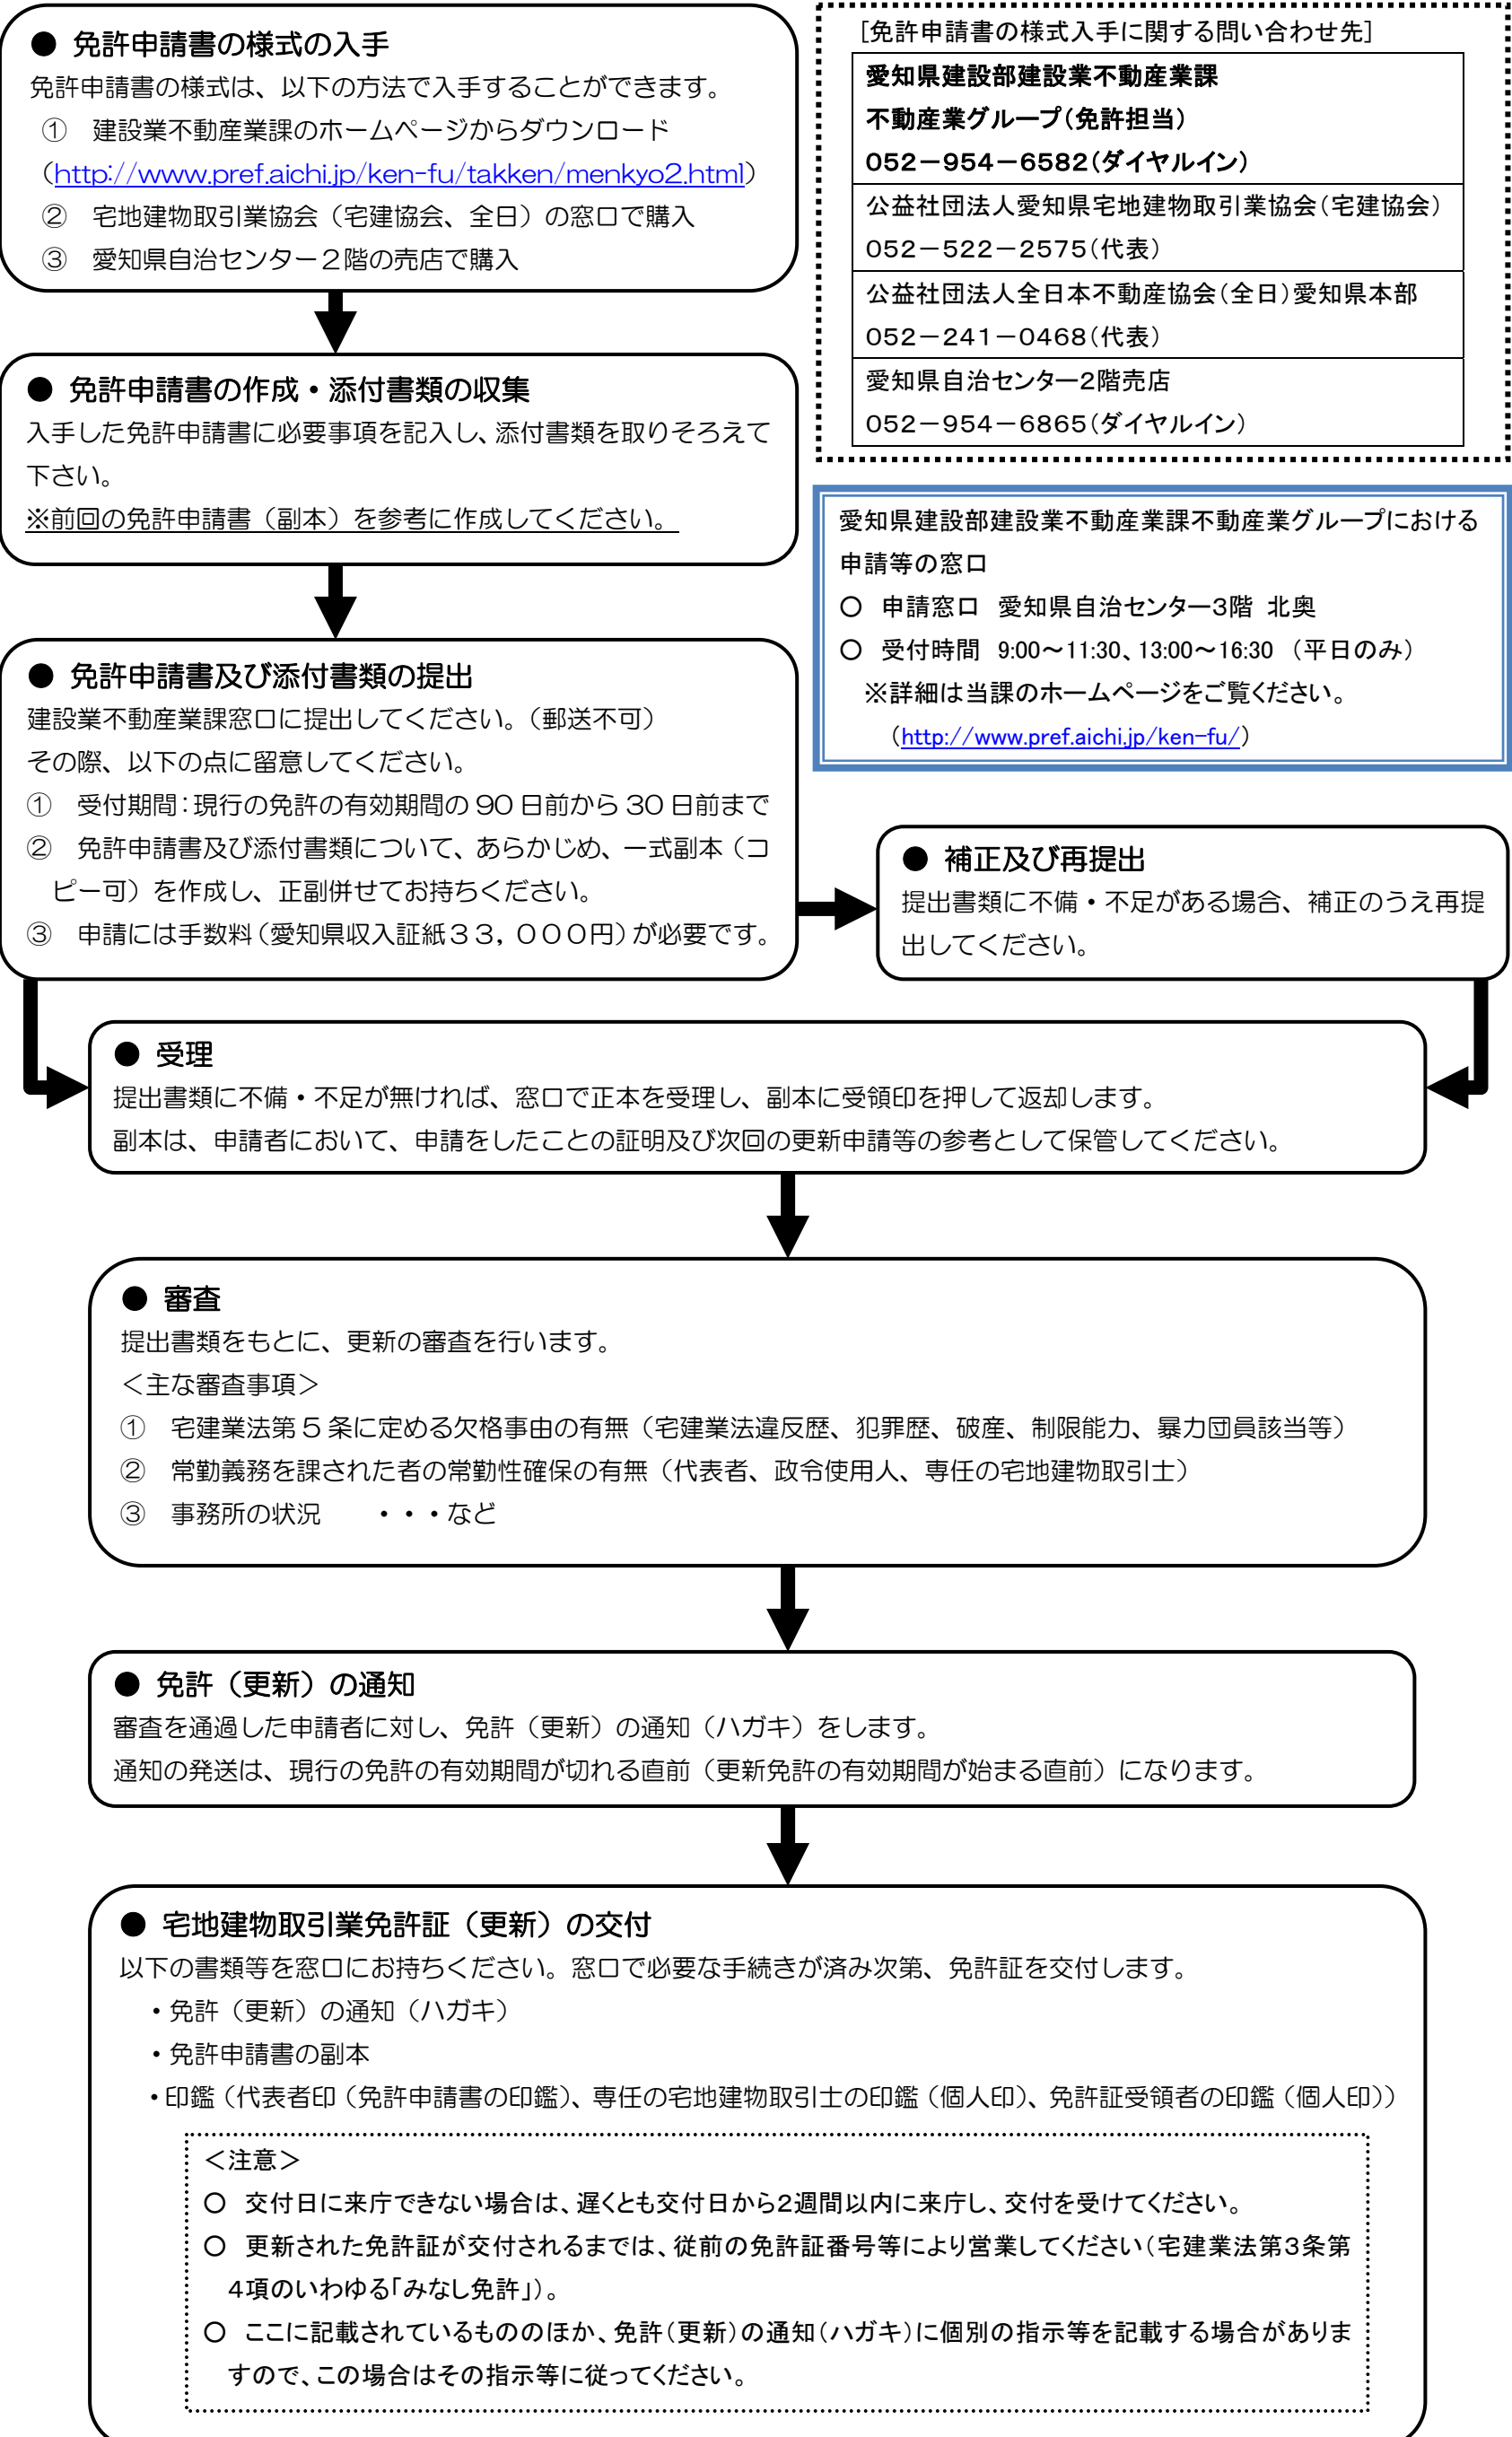 ● 免許申請書の様式の入手
免許申請書の様式は、以下の方法で入手することができます。
① 建設業不動産業課のホームページからダウンロード
（http://www.pref.aichi.jp/ken-fu/takken/menkyo2.html）
② 宅地建物取引業協会（宅建協会、全日）の窓口で購入
③ 愛知県自治センター２階の売店で購入
［免許申請書の様式入手に関する問い合わせ先］
愛知県建設部建設業不動産業課
不動産業グループ（免許担当）
０５２－９５４－６５８２（ダイヤルイン）
公益社団法人愛知県宅地建物取引業協会（宅建協会）
０５２－５２２－２５７５（代表）
公益社団法人全日本不動産協会（全日）愛知県本部
０５２－２４１－０４６８（代表）
愛知県自治センター２階売店
０５２－９５４－６８６５（ダイヤルイン）
● 免許申請書の作成・添付書類の収集
入手した免許申請書に必要事項を記入し、添付書類を取りそろえて
下さい。
※前回の免許申請書（副本）を参考に作成してください。
愛知県建設部建設業不動産業課不動産業グループにおける
申請等の窓口
○ 申請窓口 愛知県自治センター３階 北奥
○ 受付時間 9:00～11:30、13:00～16:30 （平日のみ）
※詳細は当課のホームページをご覧ください。
（http://www.pref.aichi.jp/ken-fu/）
● 免許申請書及び添付書類の提出
建設業不動産業課窓口に提出してください。（郵送不可）
その際、以下の点に留意してください。
① 受付期間：現行の免許の有効期間の 90 日前から 30 日前まで
② 免許申請書及び添付書類について、あらかじめ、一式副本（コ
ピー可）を作成し、正副併せてお持ちください。
③ 申請には手数料（愛知県収入証紙３３，０００円）が必要です。
● 補正及び再提出
提出書類に不備・不足がある場合、補正のうえ再提
出してください。
● 受理
提出書類に不備・不足が無ければ、窓口で正本を受理し、副本に受領印を押して返却します。
副本は、申請者において、申請をしたことの証明及び次回の更新申請等の参考として保管してください。
● 審査
提出書類をもとに、更新の審査を行います。
＜主な審査事項＞
① 宅建業法第 5 条に定める欠格事由の有無（宅建業法違反歴、犯罪歴、破産、制限能力、暴力団員該当等）
② 常勤義務を課された者の常勤性確保の有無（代表者、政令使用人、専任の宅地建物取引士）
③ 事務所の状況 ・・・など
● 免許（更新）の通知
審査を通過した申請者に対し、免許（更新）の通知（ハガキ）をします。
通知の発送は、現行の免許の有効期間が切れる直前（更新免許の有効期間が始まる直前）になります。
● 宅地建物取引業免許証（更新）の交付
以下の書類等を窓口にお持ちください。窓口で必要な手続きが済み次第、免許証を交付します。
・免許（更新）の通知（ハガキ）
・免許申請書の副本
・印鑑（代表者印（免許申請書の印鑑）、専任の宅地建物取引士の印鑑（個人印）、免許証受領者の印鑑（個人印））
＜注意＞
○ 交付日に来庁できない場合は、遅くとも交付日から２週間以内に来庁し、交付を受けてください。
○ 更新された免許証が交付されるまでは、従前の免許証番号等により営業してください（宅建業法第３条第
４項のいわゆる「みなし免許」）。
○ ここに記載されているもののほか、免許（更新）の通知（ハガキ）に個別の指示等を記載する場合がありま
すので、この場合はその指示等に従ってください。